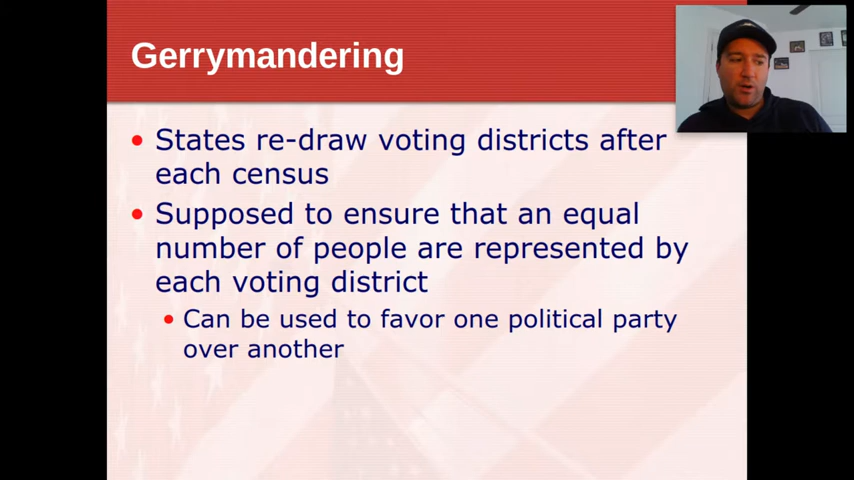 Gerrymandering
• States re-draw voting districts after
each census
• Supposed to ensure that an equal
number of people are represented by
each voting district
• Can be used to favor one political party
over another